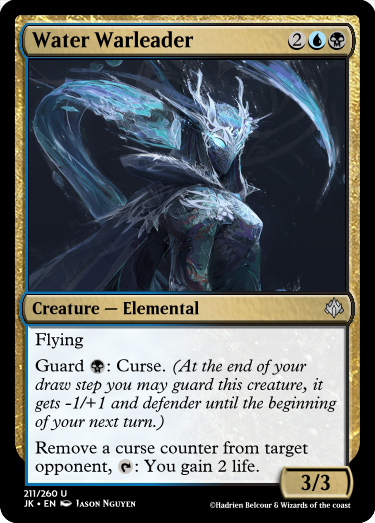 Water Warleader 2
Creature — Elemental
Flying
Guard : Curse. (At the end of your
draw step you may guard this creature, it
gets -1/+1 and defender until the beginning
of your next turn.)
Remove a curse counter from target
opponent, : You gain 2 life.
3/3
211/260 U
JK • EN Jason Nguyen
©Hadrien Belcour & Wizards of the coast